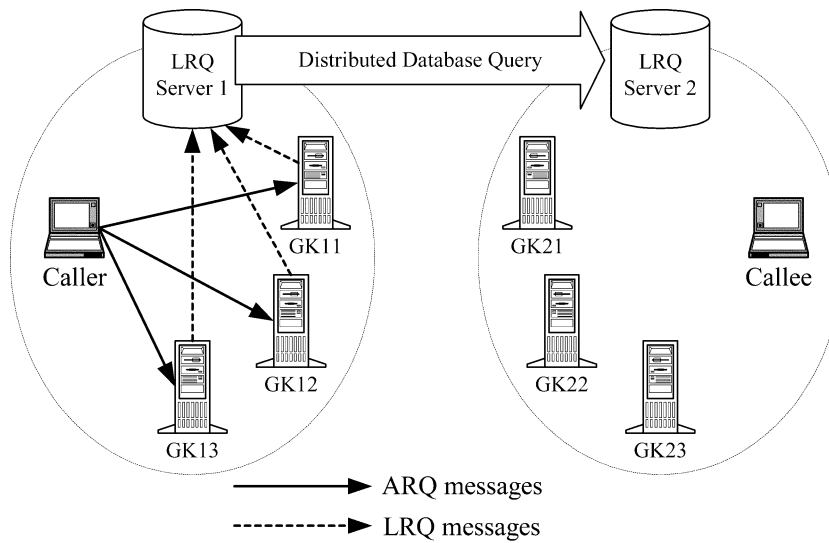 LRQ
Server 1
Distributed Database Query
LRQ
Server 2
GK11
GK21
Caller
Callee
GK12
GK22
GK13
GK23
ARQ messages
LRQ messages